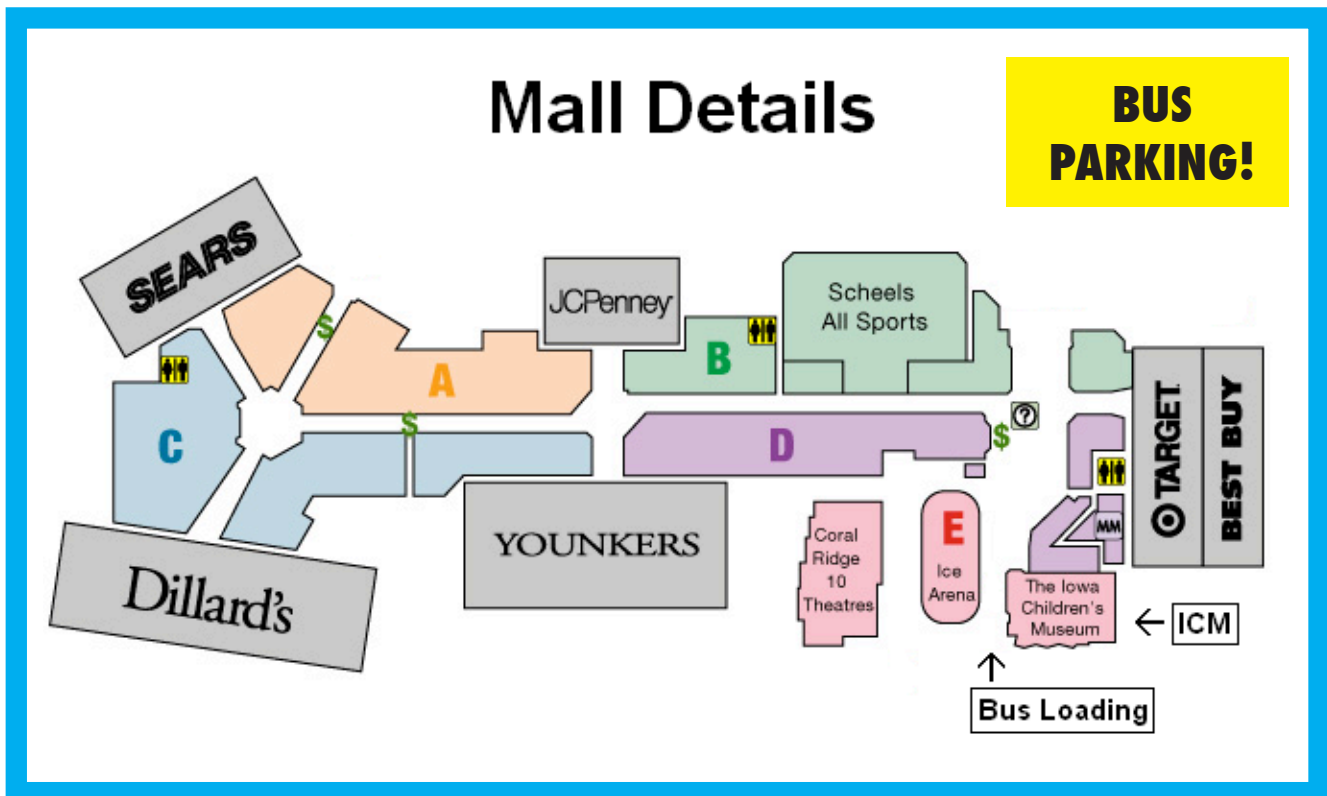 Mall Details
BUS
PARKING!
SEARS
$
JCPenney
Scheels
All Sports
A
B
C
$
D
$
?
TARGET
BEST BUY
YOUNKERS
MM
Dillard's
Coral
Ridge
10
Theatres
E
Ice
Arena
The Iowa
Children's
Museum
ICM
Bus Loading